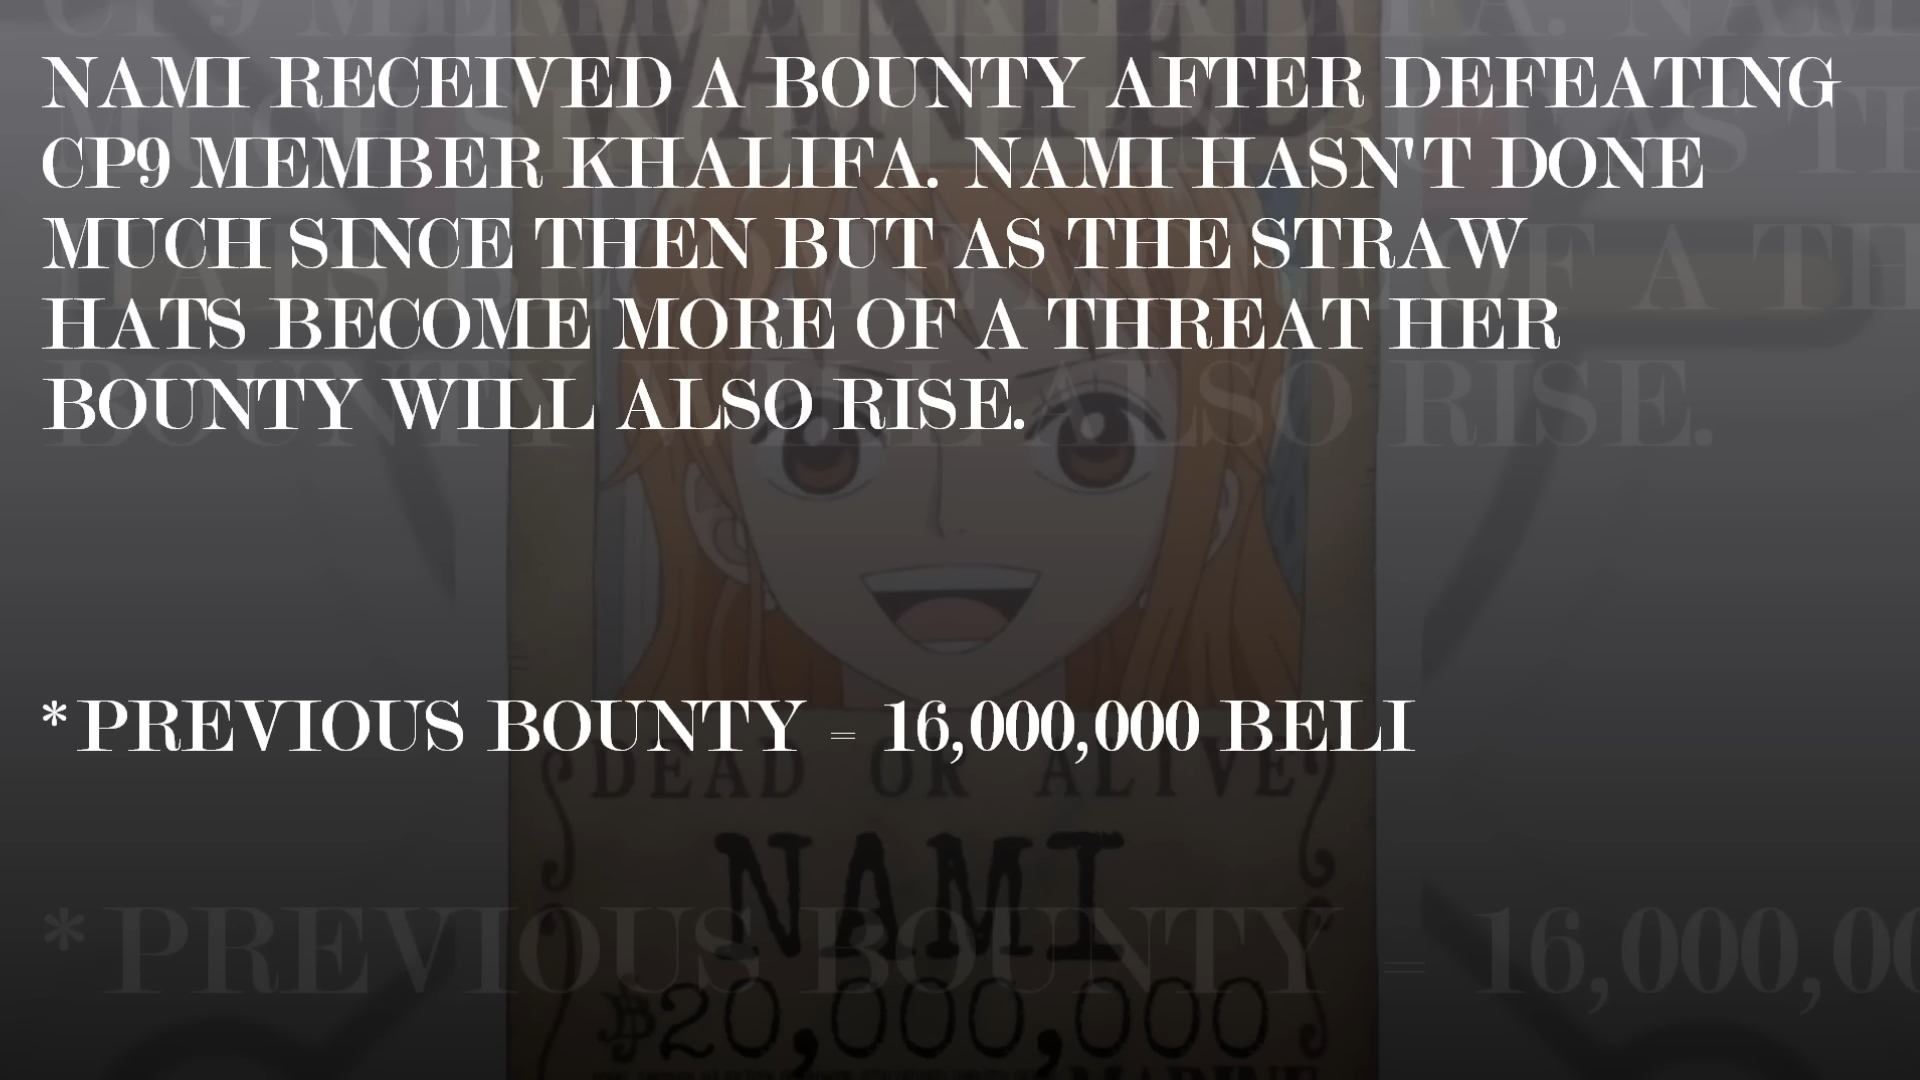 NAMI RECEIVED A BOUNTY AFTER DEFEATING
CP9 MEMBER KHALIFA. NAMI HASN'T DONE
MUCH SINCE THEN BUT AS THE STRAW
HATS BECOME MORE OF A THREAT HER
BOUNTY WILL ALSO RISE.
*PREVIOUS BOUNTY = 16,000,000 BELI
WANTED
DEAD OR ALIVE
NAMI
฿20,000,000
MARINE